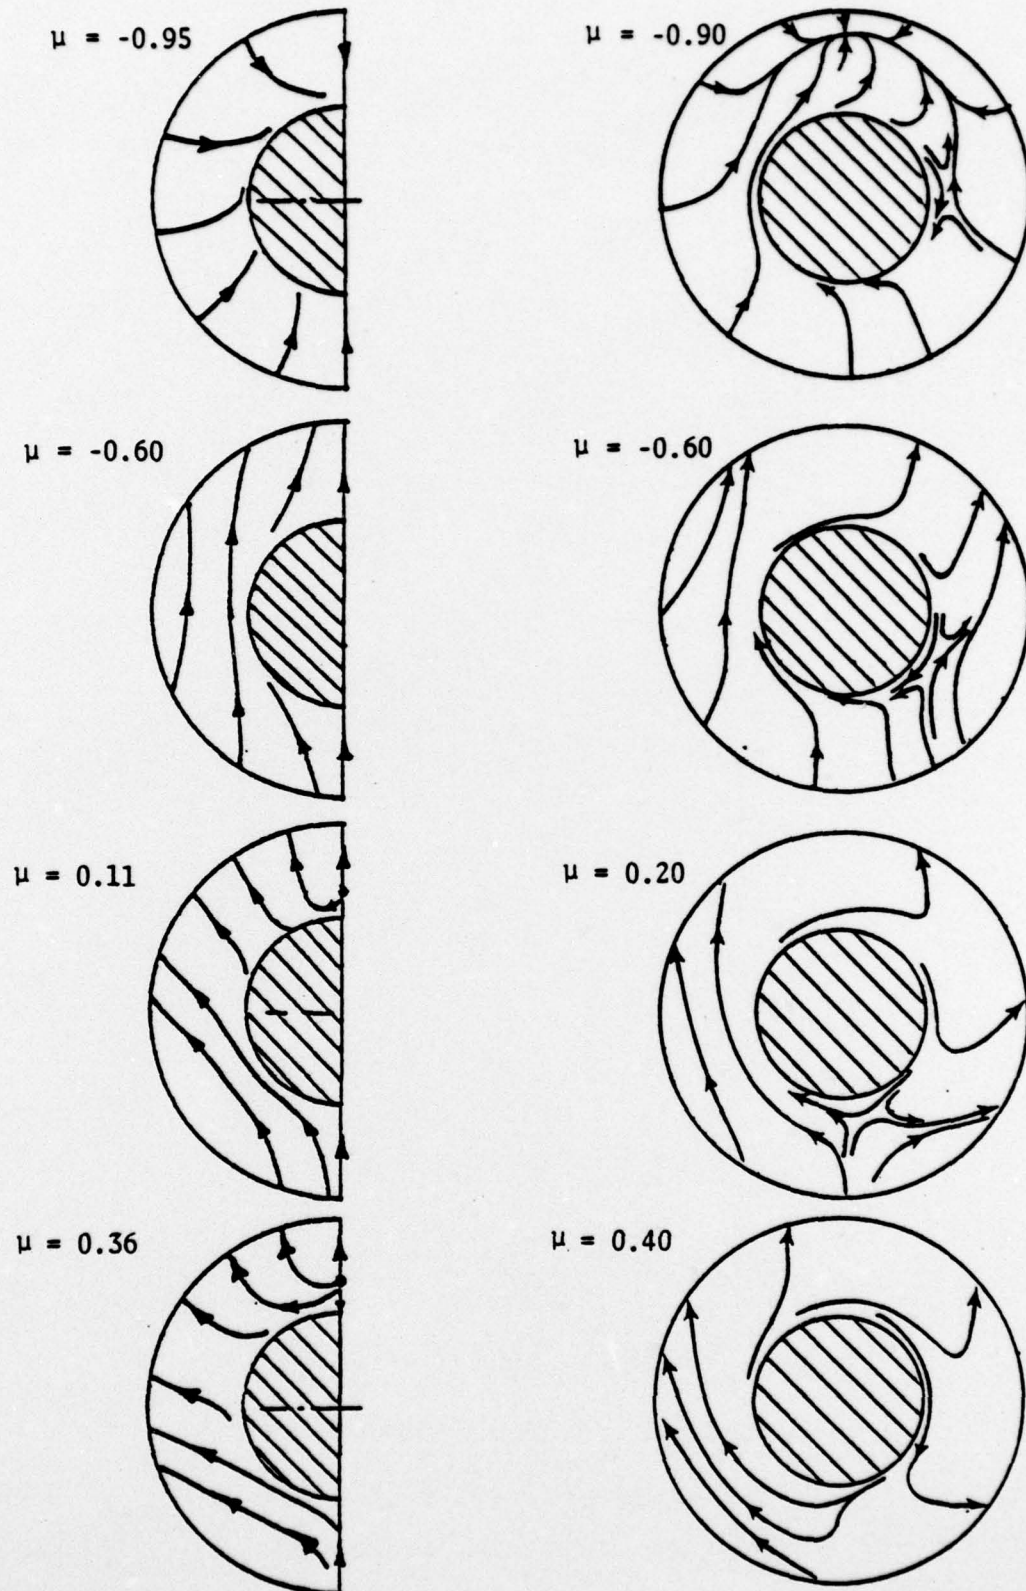 μ = -0.95
μ = -0.90
μ = -0.60
μ = -0.60
μ = 0.11
μ = 0.20
μ = 0.36
μ = 0.40